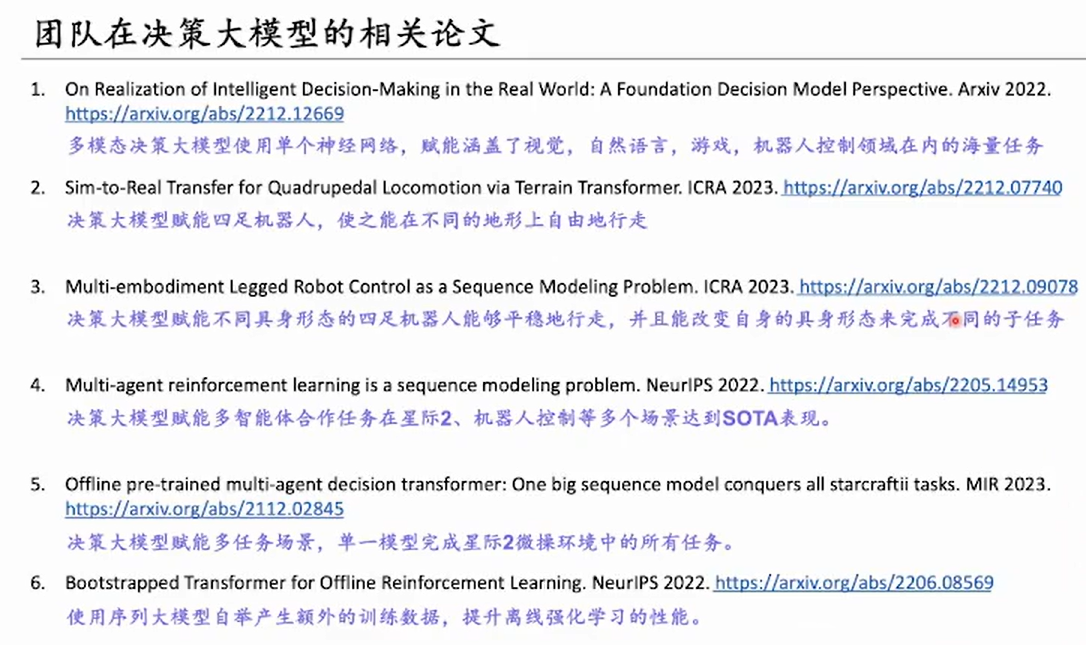 团队在决策大模型的相关论文
1. On Realization of Intelligent Decision-Making in the Real World: A Foundation Decision Model Perspective. Arxiv 2022.
https://arxiv.org/abs/2212.12669
多模态决策大模型使用单个神经网络，赋能涵盖了视觉，自然语言，游戏，机器人控制领域在内的海量任务
2. Sim-to-Real Transfer for Quadrupedal Locomotion via Terrain Transformer. ICRA 2023. https://arxiv.org/abs/2212.07740
决策大模型赋能四足机器人，使之能在不同的地形上自由地行走
3. Multi-embodiment Legged Robot Control as a Sequence Modeling Problem. ICRA 2023. https://arxiv.org/abs/2212.09078
决策大模型赋能不同具身形态的四足机器人能够平稳地行走，并且能改变自身的具身形态来完成不同的子任务
4. Multi-agent reinforcement learning is a sequence modeling problem. NeurIPS 2022. https://arxiv.org/abs/2205.14953
决策大模型赋能多智能体合作任务在星际2、机器人控制等多个场景达到SOTA表现。
5. Offline pre-trained multi-agent decision transformer: One big sequence model conquers all starcraftii tasks. MIR 2023.
https://arxiv.org/abs/2112.02845
决策大模型赋能多任务场景，单一模型完成星际2微操环境中的所有任务。
6. Bootstrapped Transformer for Offline Reinforcement Learning. NeurIPS 2022. https://arxiv.org/abs/2206.08569
使用序列大模型自举产生额外的训练数据，提升离线强化学习的性能。